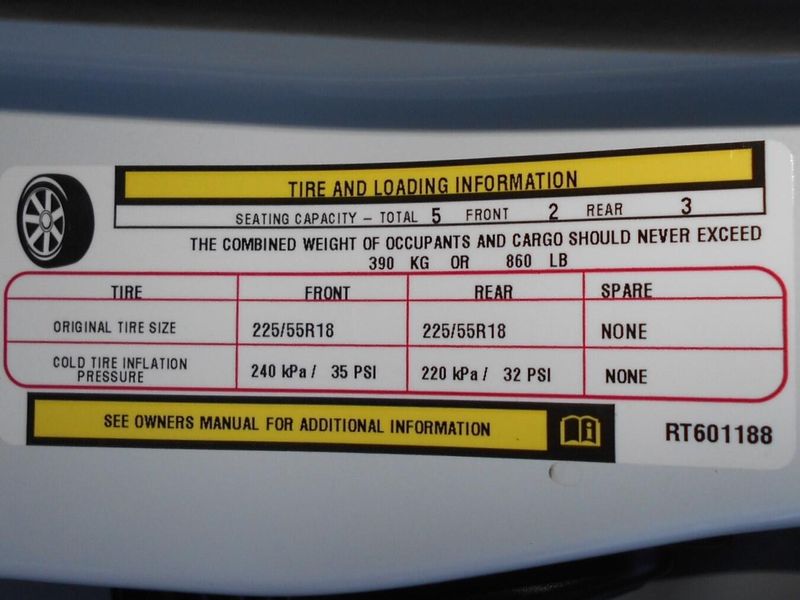 TIRE AND LOADING INFORMATION
SEATING CAPACITY – TOTAL 5 FRONT 2 REAR 3
THE COMBINED WEIGHT OF OCCUPANTS AND CARGO SHOULD NEVER EXCEED
390 KG OR 860 LB
TIRE FRONT REAR SPARE
ORIGINAL TIRE SIZE 225/55R18 225/55R18 NONE
COLD TIRE INFLATION PRESSURE 240 kPa / 35 PSI 220 kPa / 32 PSI NONE
SEE OWNERS MANUAL FOR ADDITIONAL INFORMATION RT601188